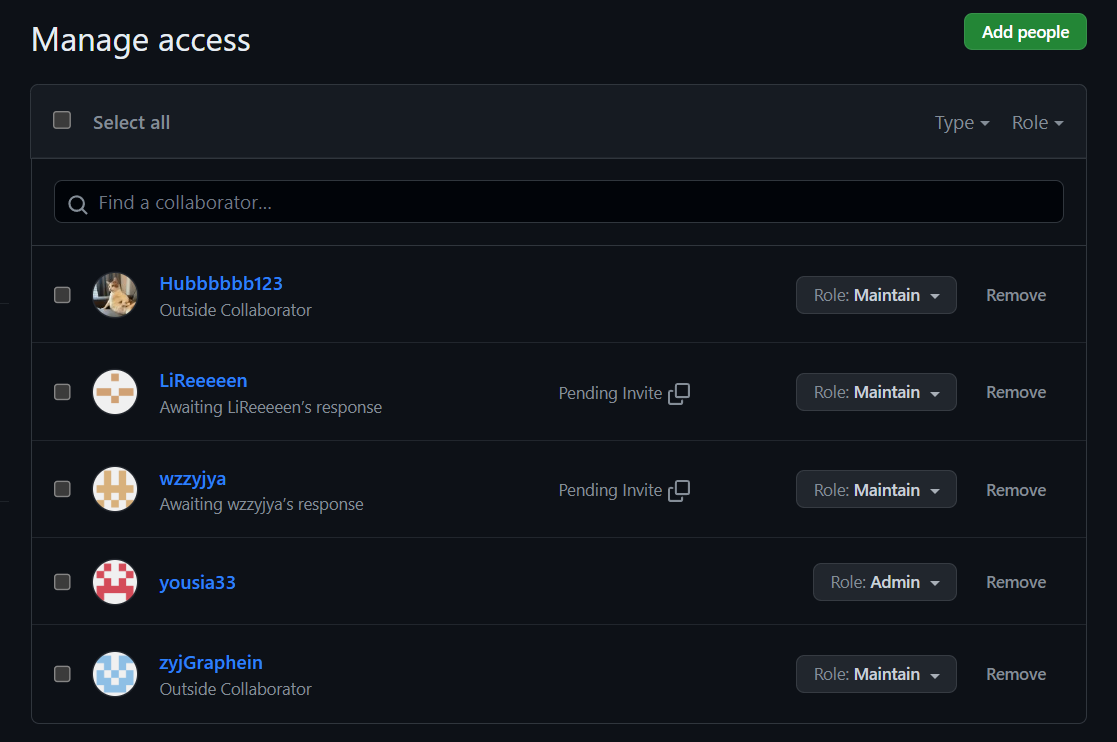 Manage access
Add people
Select all
Type
Role
Find a collaborator...
Hubbbbbb123
Outside Collaborator
Role: Maintain
Remove
LiReeeeen
Awaiting LiReeeeen's response
Pending Invite
Role: Maintain
Remove
wzzyjya
Awaiting wzzyjya's response
Pending Invite
Role: Maintain
Remove
yousia33
Role: Admin
Remove
zyjGraphein
Outside Collaborator
Role: Maintain
Remove